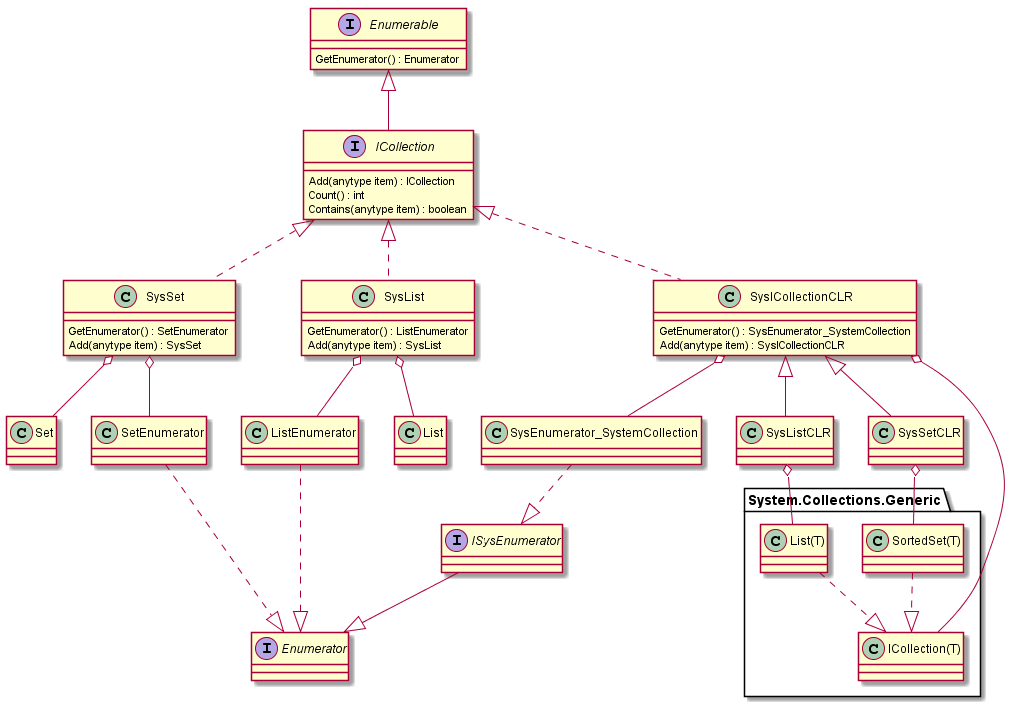 I Enumerable
GetEnumerator() : Enumerator
I ICollection
Add(anytype item) : ICollection
Count() : int
Contains(anytype item) : boolean
C SysSet
GetEnumerator() : SetEnumerator
Add(anytype item) : SysSet
C SysList
GetEnumerator() : ListEnumerator
Add(anytype item) : SysList
C SysICollectionCLR
GetEnumerator() : SysEnumerator_SystemCollection
Add(anytype item) : SysICollectionCLR
C Set
C SetEnumerator
C ListEnumerator
C List
C SysEnumerator_SystemCollection
C SysListCLR
C SysSetCLR
System.Collections.Generic
I ISysEnumerator
C List(T)
C SortedSet(T)
I Enumerator
C ICollection(T)